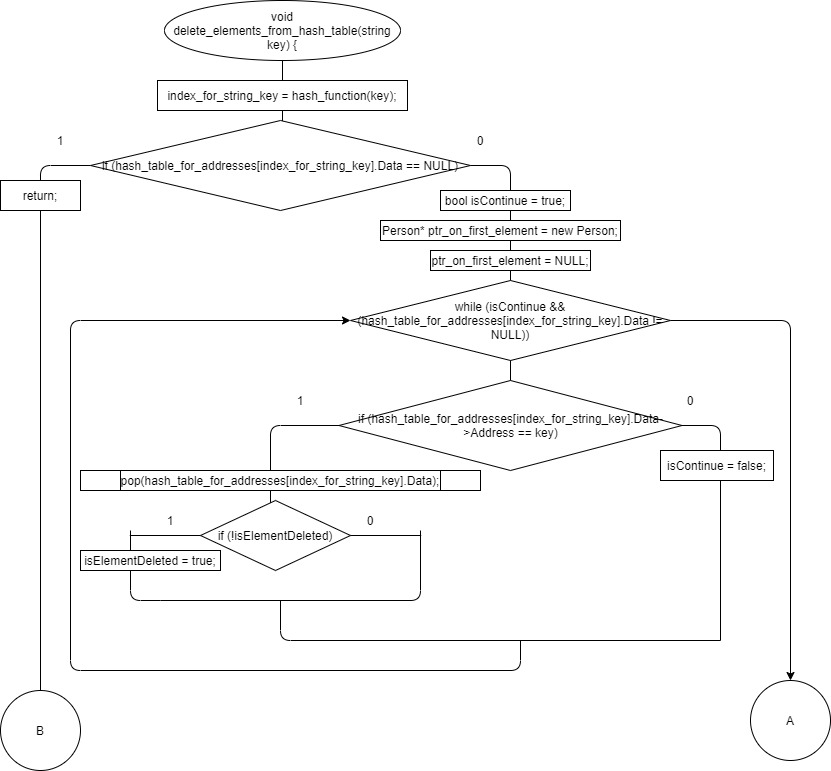 void
delete_elements_from_hash_table(string
key) {
index_for_string_key = hash_function(key);
1
0
if (hash_table_for_addresses[index_for_string_key].Data == NULL)
return;
bool isContinue = true;
Person* ptr_on_first_element = new Person;
ptr_on_first_element = NULL;
while (isContinue &&
(hash_table_for_addresses[index_for_string_key].Data !=
NULL))
1
0
if (hash_table_for_addresses[index_for_string_key].Data-
>Address == key)
isContinue = false;
pop(hash_table_for_addresses[index_for_string_key].Data);
1
0
if (!isElementDeleted)
isElementDeleted = true;
B
A